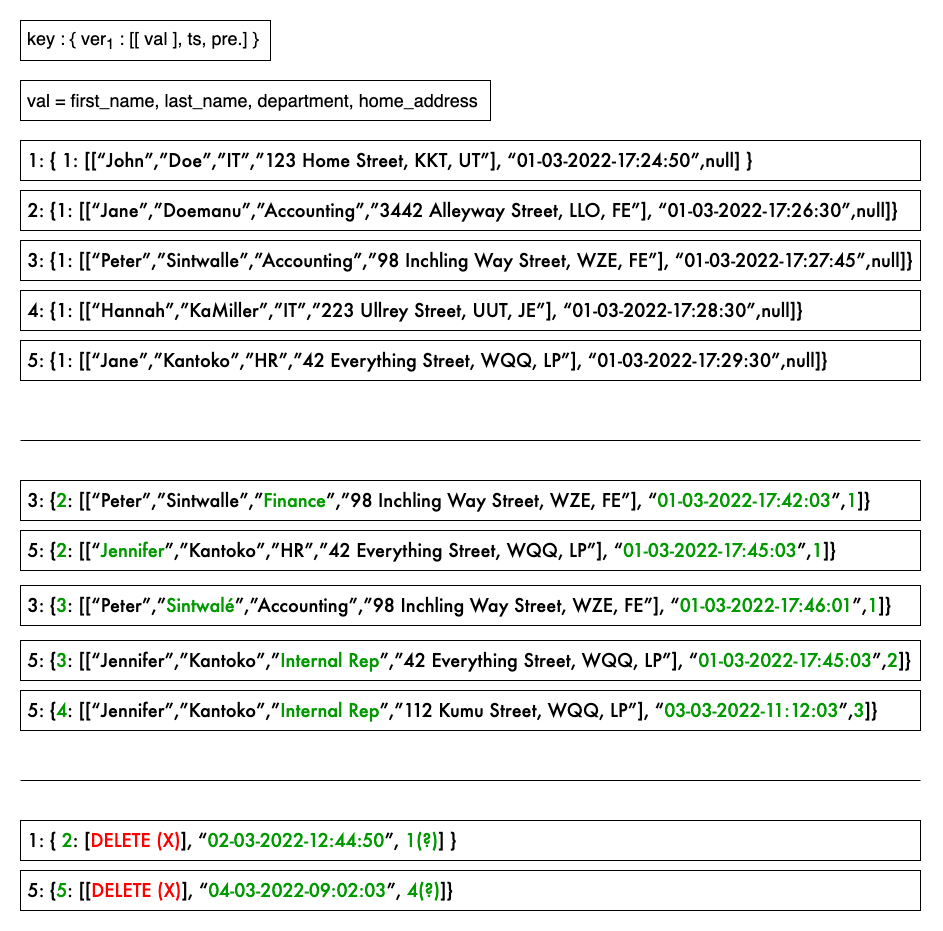 key : { ver1 : [[ val ], ts, pre.] }
val = first_name, last_name, department, home_address
1: { 1: [[“John”,”Doe”,”IT”,”123 Home Street, KKT, UT”], “01-03-2022-17:24:50”,null] }
2: {1: [[“Jane”,”Doemanu”,”Accounting”,”3442 Alleyway Street, LLO, FE”], “01-03-2022-17:26:30”,null]}
3: {1: [[“Peter”,”Sintwalle”,”Accounting”,”98 Inchling Way Street, WZE, FE”], “01-03-2022-17:27:45”,null]}
4: {1: [[“Hannah”,”KaMiller”,”IT”,”223 Ullrey Street, UUT, JE”], “01-03-2022-17:28:30”,null]}
5: {1: [[“Jane”,”Kantoko”,”HR”,”42 Everything Street, WQQ, LP”], “01-03-2022-17:29:30”,null]}
3: {2: [[“Peter”,”Sintwalle”,”Finance”,”98 Inchling Way Street, WZE, FE”], “01-03-2022-17:42:03”,1]}
5: {2: [[“Jennifer”,”Kantoko”,”HR”,”42 Everything Street, WQQ, LP”], “01-03-2022-17:45:03”,1]}
3: {3: [[“Peter”,”Sintwalé”,”Accounting”,”98 Inchling Way Street, WZE, FE”], “01-03-2022-17:46:01”,1]}
5: {3: [[“Jennifer”,”Kantoko”,”Internal Rep”,”42 Everything Street, WQQ, LP”], “01-03-2022-17:45:03”,2]}
5: {4: [[“Jennifer”,”Kantoko”,”Internal Rep”,”112 Kumu Street, WQQ, LP”], “03-03-2022-11:12:03”,3]}
1: { 2: [DELETE (X)], “02-03-2022-12:44:50”, 1(?)] }
5: {5: [[DELETE (X)], “04-03-2022-09:02:03”, 4(?)]}